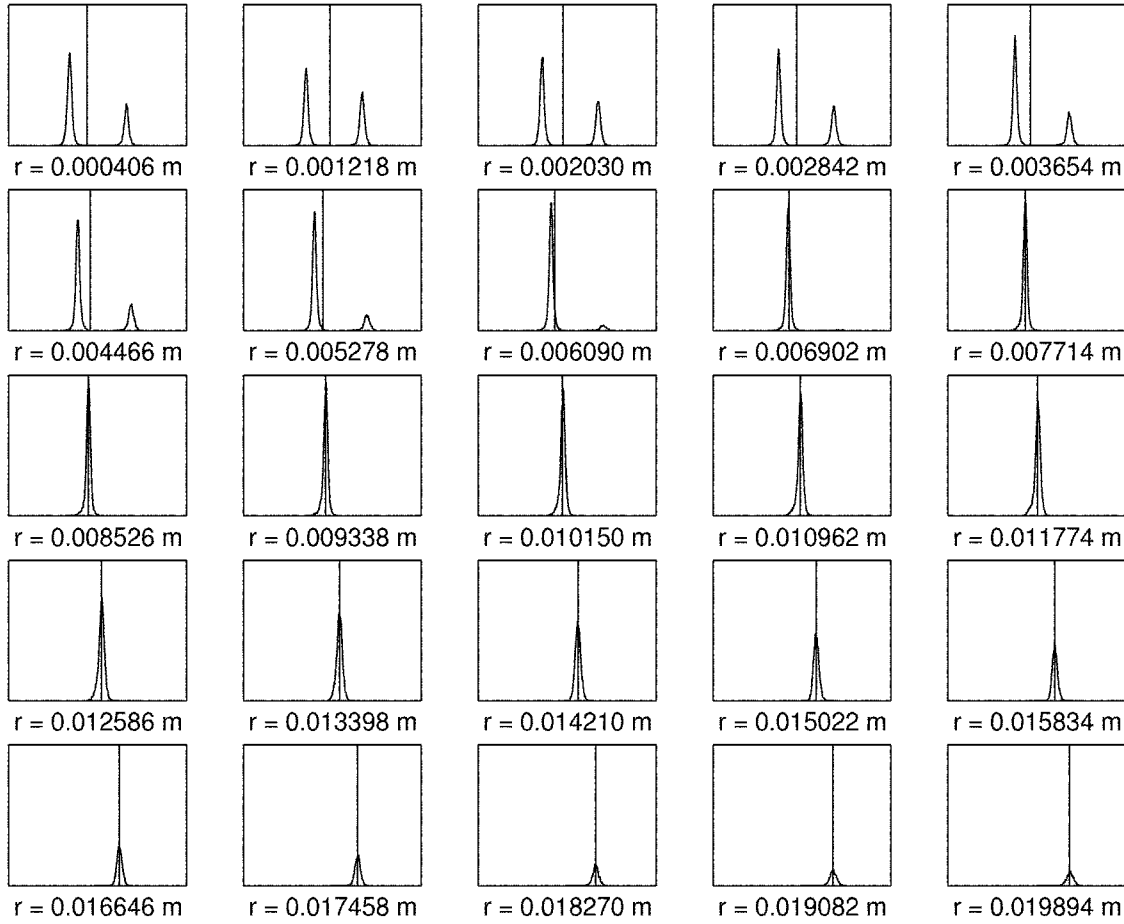 r = 0.000406 m r = 0.001218 m r = 0.002030 m r = 0.002842 m r = 0.003654 m
r = 0.004466 m r = 0.005278 m r = 0.006090 m r = 0.006902 m r = 0.007714 m
r = 0.008526 m r = 0.009338 m r = 0.010150 m r = 0.010962 m r = 0.011774 m
r = 0.012586 m r = 0.013398 m r = 0.014210 m r = 0.015022 m r = 0.015834 m
r = 0.016646 m r = 0.017458 m r = 0.018270 m r = 0.019082 m r = 0.019894 m